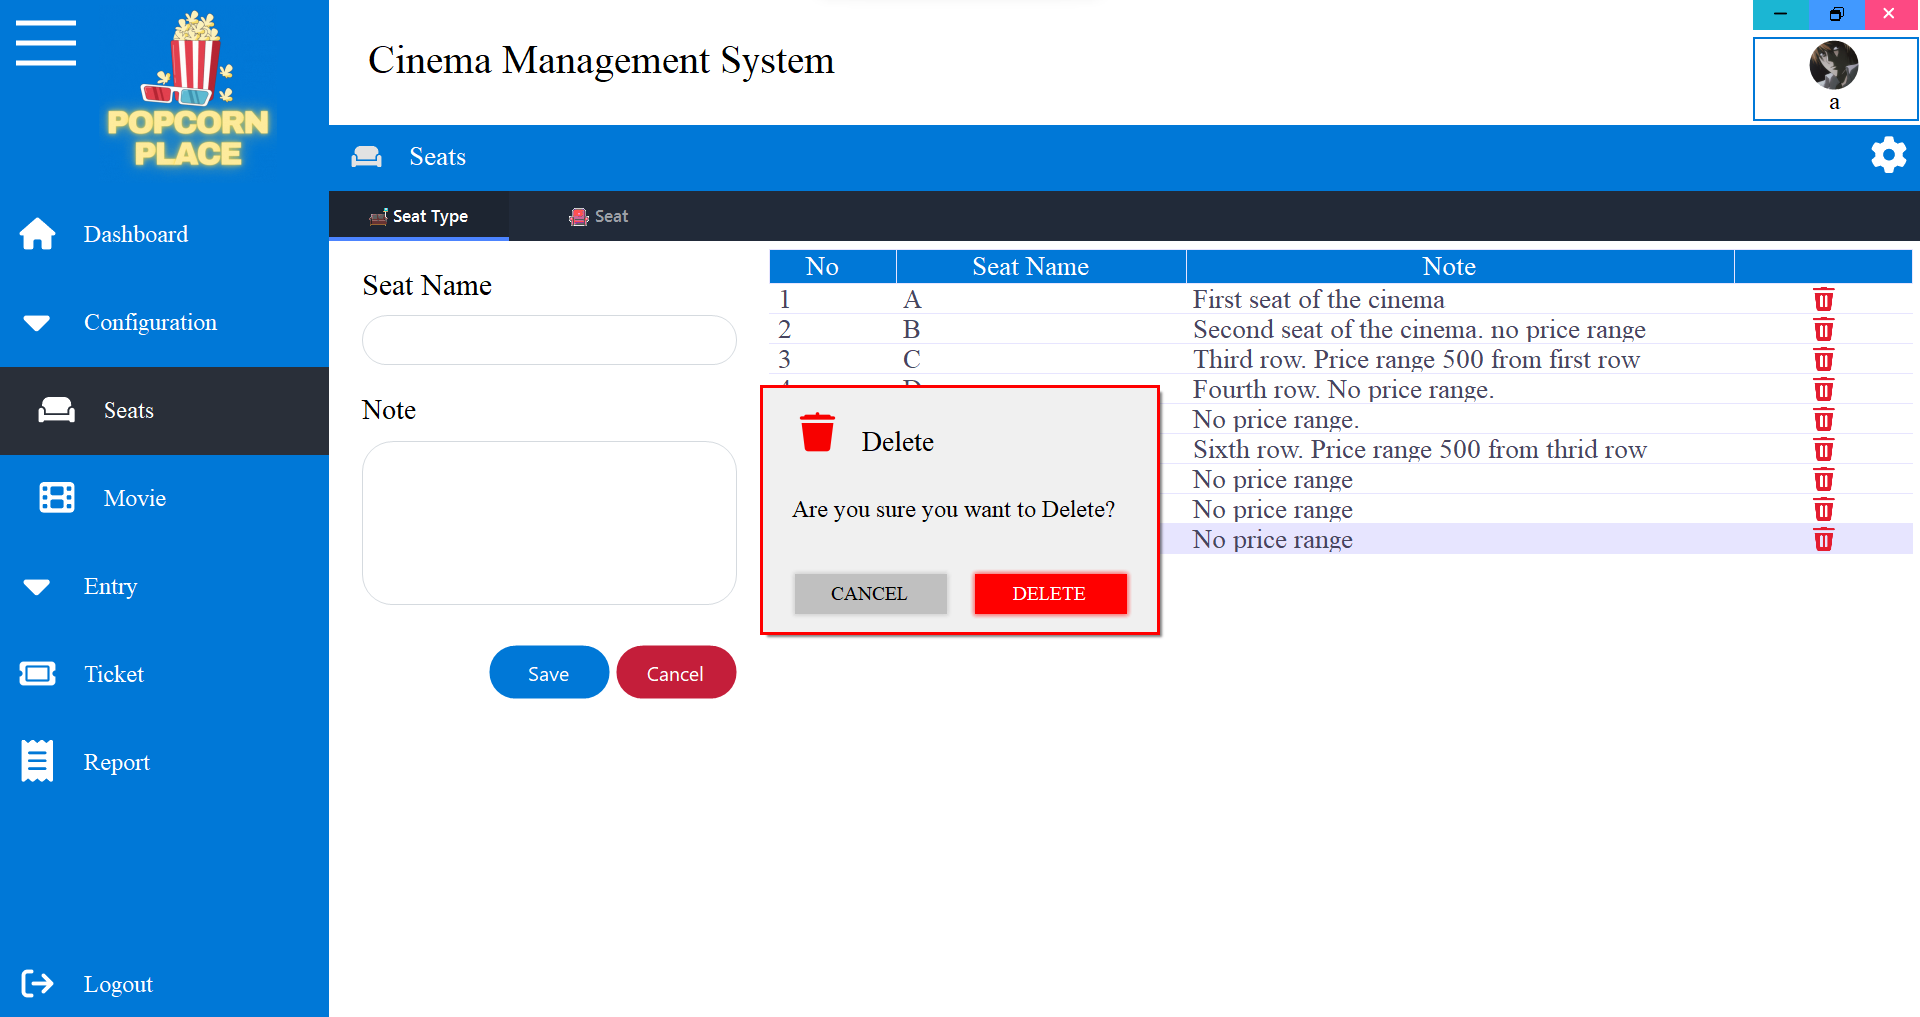 POPCORN
PLACE
Cinema Management System
a
Seats
Dashboard
Configuration
Seats
Movie
Entry
Ticket
Report
Logout
Seat Type
Seat
Seat Name
Note
Save
Cancel
No Seat Name Note
1 A First seat of the cinema
2 B Second seat of the cinema. no price range
3 C Third row. Price range 500 from first row
Fourth row. No price range.
No price range.
Sixth row. Price range 500 from thrid row
No price range
No price range
No price range
Delete
Are you sure you want to Delete?
CANCEL
DELETE